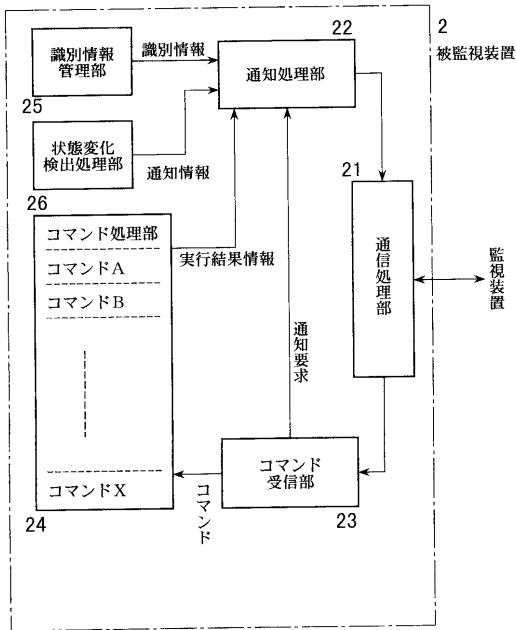 2
被監視装置
22
通知処理部
識別情報
管理部
25
識別情報
状態変化
検出処理部
26
通知情報
21
通信処理部
監視装置
コマンド処理部
コマンドA
コマンドB
コマンドX
24
実行結果情報
通知要求
コマンド
受信部
23
コマンド